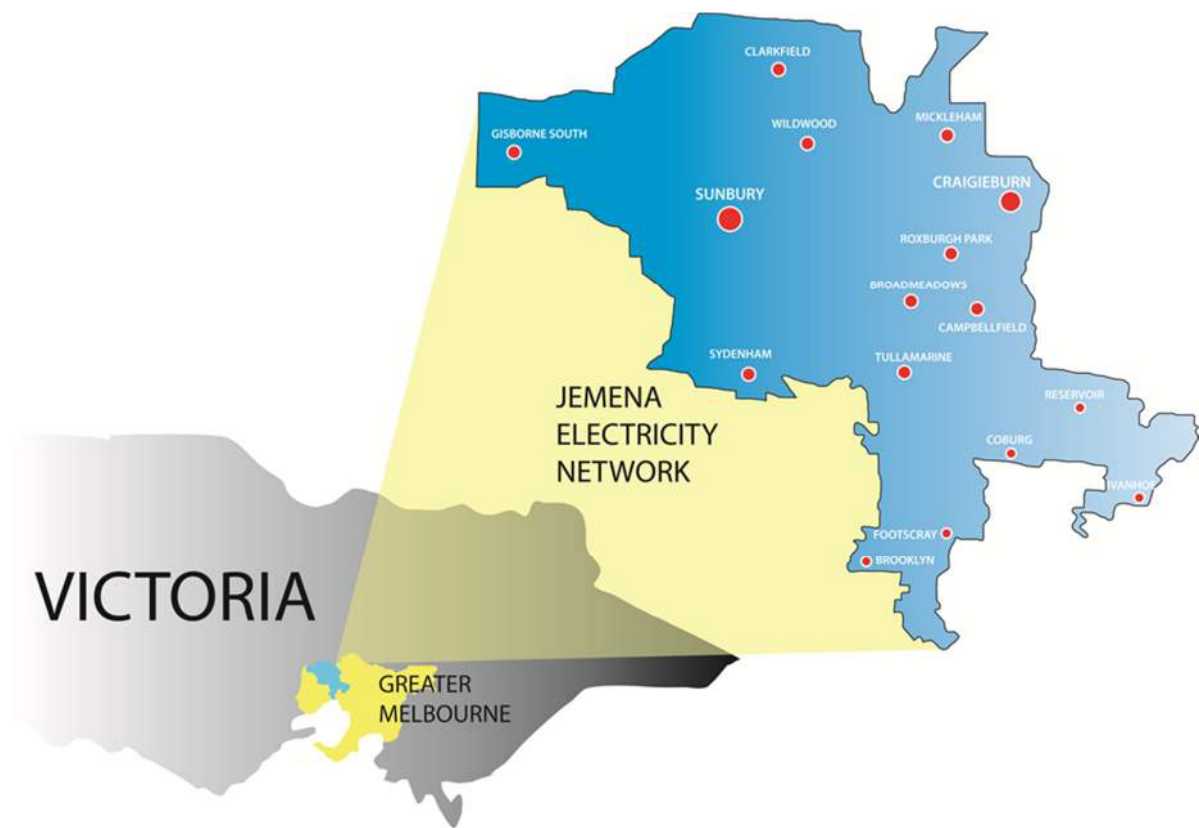 CLARKFIELD
MICKLEHAM
WILDWOOD
GISBORNE SOUTH
CRAIGIEBURN
SUNBURY
ROXBURGH PARK
BROADMEADOWS
CAMPBELLFIELD
SYDENHAM
TULLAMARINE
JEMENA
ELECTRICITY
NETWORK
RESERVOIR
COBURG
IVANHOE
FOOTSCRAY
BROOKLYN
VICTORIA
GREATER
MELBOURNE